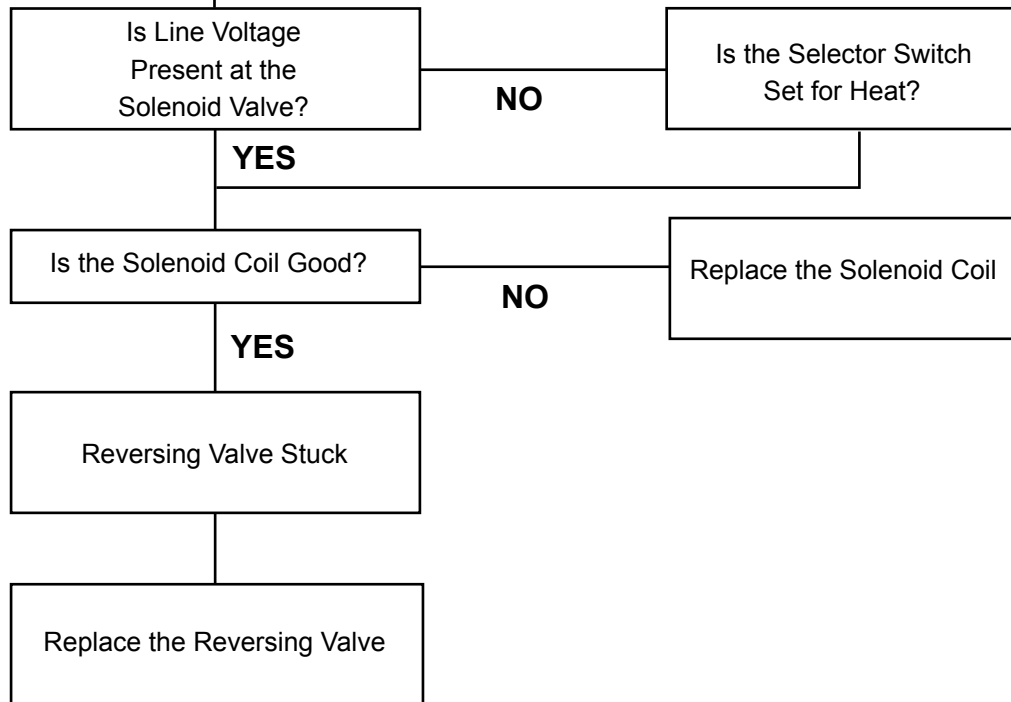 Is Line Voltage
Present at the
Solenoid Valve?
NO
Is the Selector Switch
Set for Heat?
YES
Is the Solenoid Coil Good?
NO
Replace the Solenoid Coil
YES
Reversing Valve Stuck
Replace the Reversing Valve